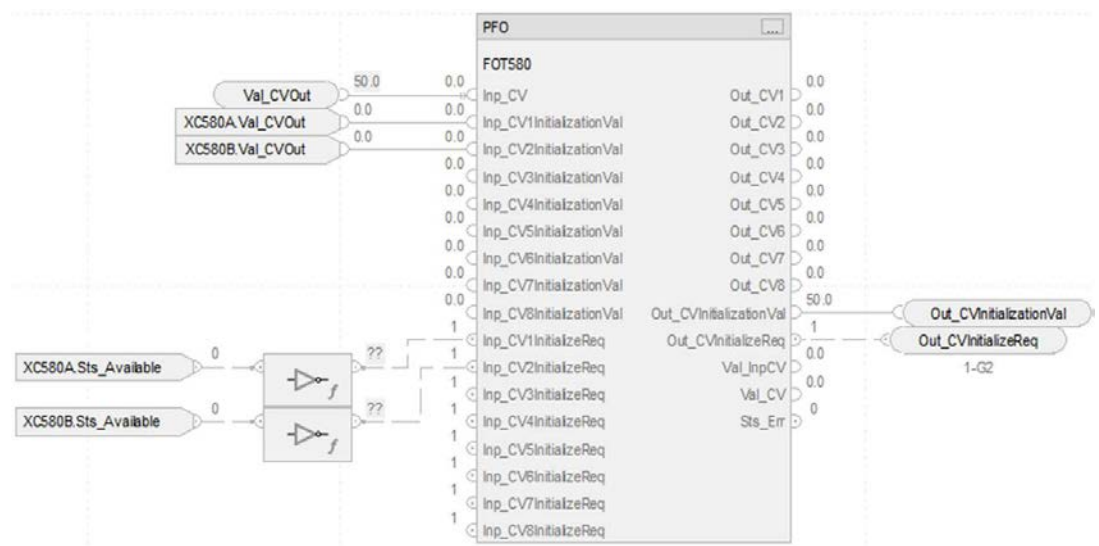 PFO
...
FOT580
Val_CVOut 50.0 0.0 Inp_CV Out_CV1 0.0
XC580A.Val_CVOut 0.0 0.0 Inp_CV1InitializationVal Out_CV2 0.0
XC580B.Val_CVOut 0.0 0.0 Inp_CV2InitializationVal Out_CV3 0.0
0.0 Inp_CV3InitializationVal Out_CV4 0.0
0.0 Inp_CV4InitializationVal Out_CV5 0.0
0.0 Inp_CV5InitializationVal Out_CV6 0.0
0.0 Inp_CV6InitializationVal Out_CV7 0.0
0.0 Inp_CV7InitializationVal Out_CV8 0.0
0.0 Inp_CV8InitializationVal Out_CVInitializationVal 50.0 Out_CVInitializationVal
1 Inp_CV1InitializeReq Out_CVInitializeReq 1 Out_CVInitializeReq
XC580A.Sts_Available 0 ?? 1 Inp_CV2InitializeReq Val_InpCV 0.0 1-G2
f
1 Inp_CV3InitializeReq Val_CV 0.0
XC580B.Sts_Available 0 ?? 1 Inp_CV4InitializeReq Sts_Err 0
f
1 Inp_CV5InitializeReq
1 Inp_CV6InitializeReq
1 Inp_CV7InitializeReq
1 Inp_CV8InitializeReq